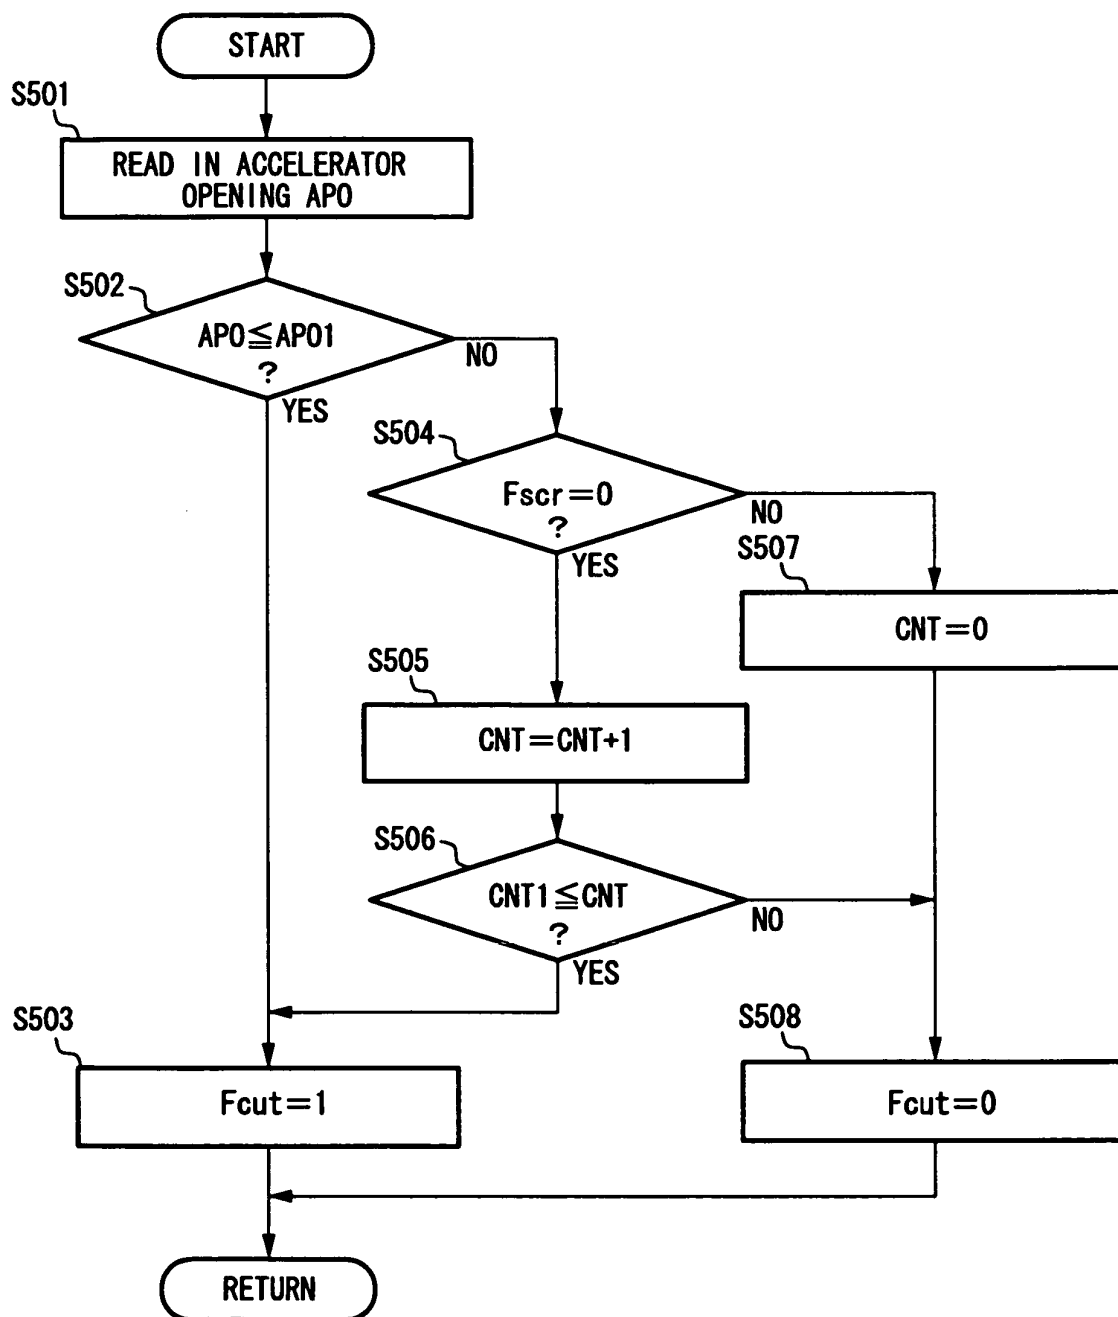 START
S501
READ IN ACCELERATOR
OPENING APO
S502
APO≦APO1
?
NO
YES
S504
Fscr=0
?
NO
YES
S507
CNT=0
S505
CNT=CNT+1
S506
CNT1≦CNT
?
NO
YES
S503
Fcut=1
S508
Fcut=0
RETURN